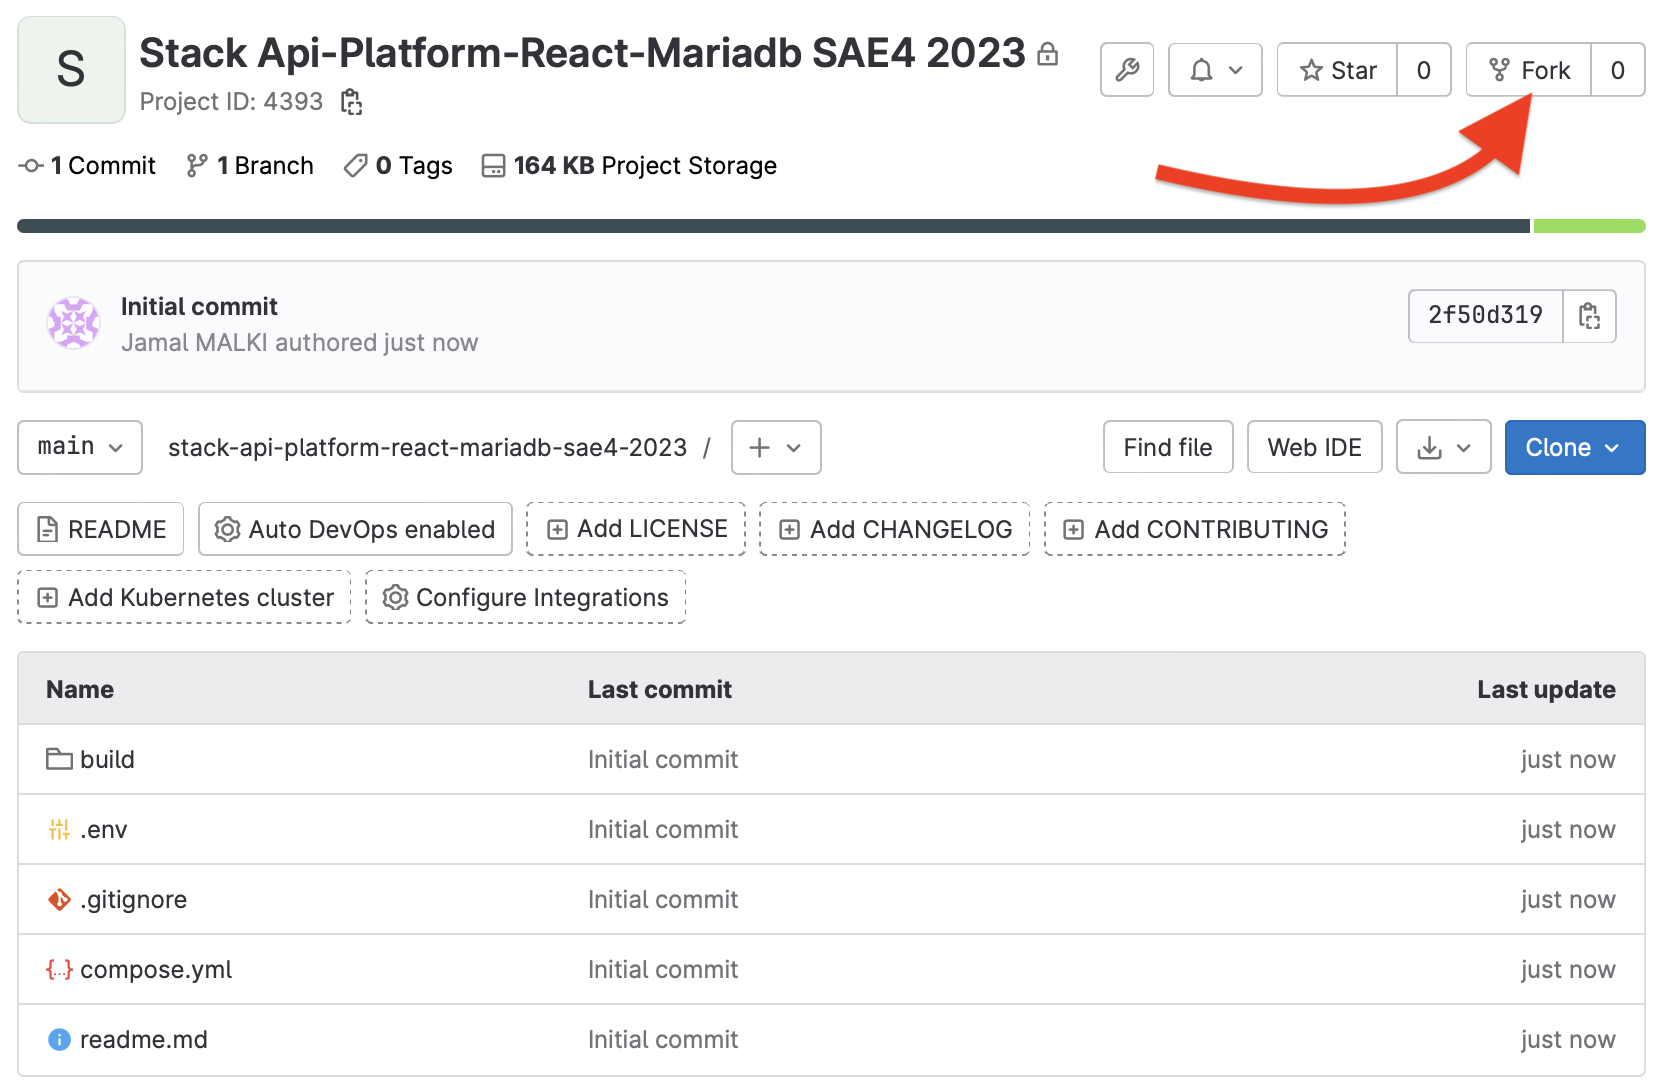 S
Stack Api-Platform-React-Mariadb SAE4 2023
Project ID: 4393
Star 0
Fork 0
1 Commit 1 Branch 0 Tags 164 KB Project Storage
Initial commit
Jamal MALKI authored just now
2f50d319
main stack-api-platform-react-mariadb-sae4-2023 / Find file Web IDE Clone
README Auto DevOps enabled Add LICENSE Add CHANGELOG Add CONTRIBUTING
Add Kubernetes cluster Configure Integrations
Name Last commit Last update
build Initial commit just now
.env Initial commit just now
.gitignore Initial commit just now
compose.yml Initial commit just now
readme.md Initial commit just now